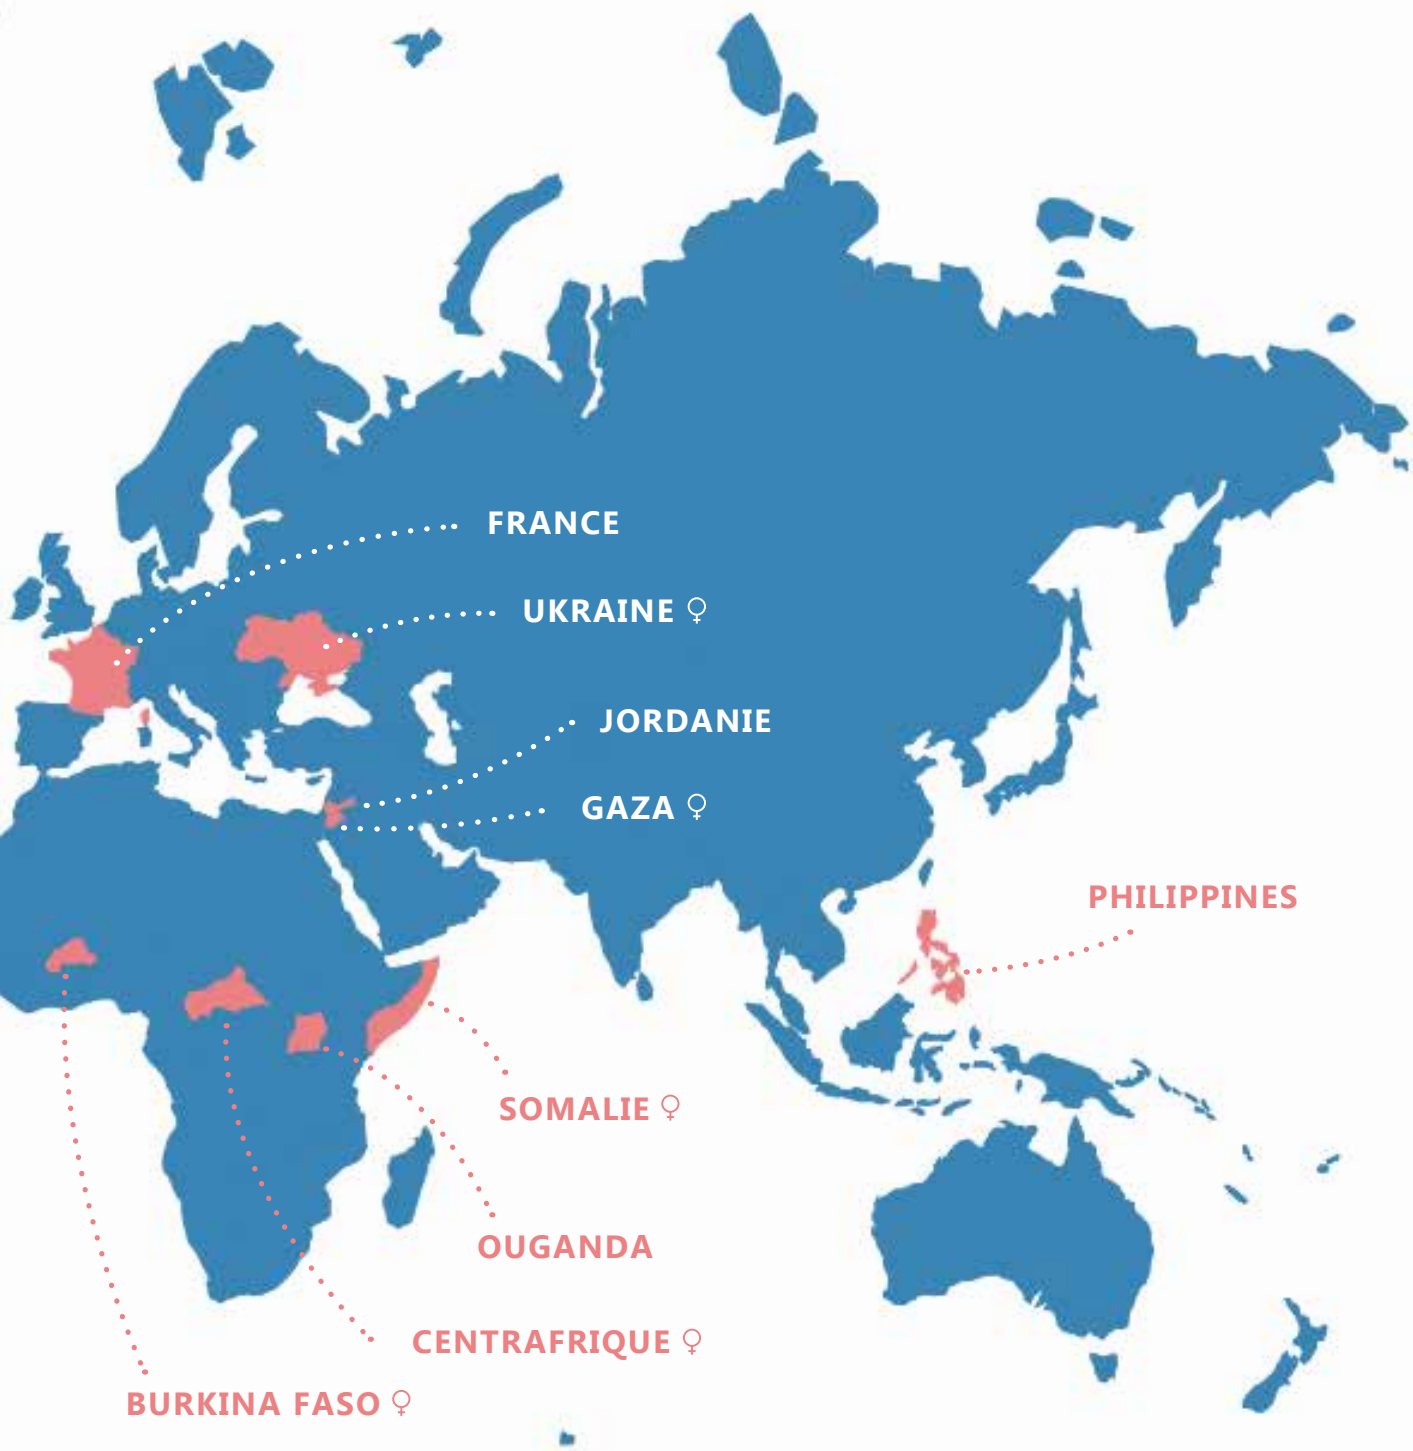 FRANCE
UKRAINE ♀
JORDANIE
GAZA ♀
PHILIPPINES
SOMALIE ♀
OUGANDA
CENTRAFRIQUE ♀
BURKINA FASO ♀